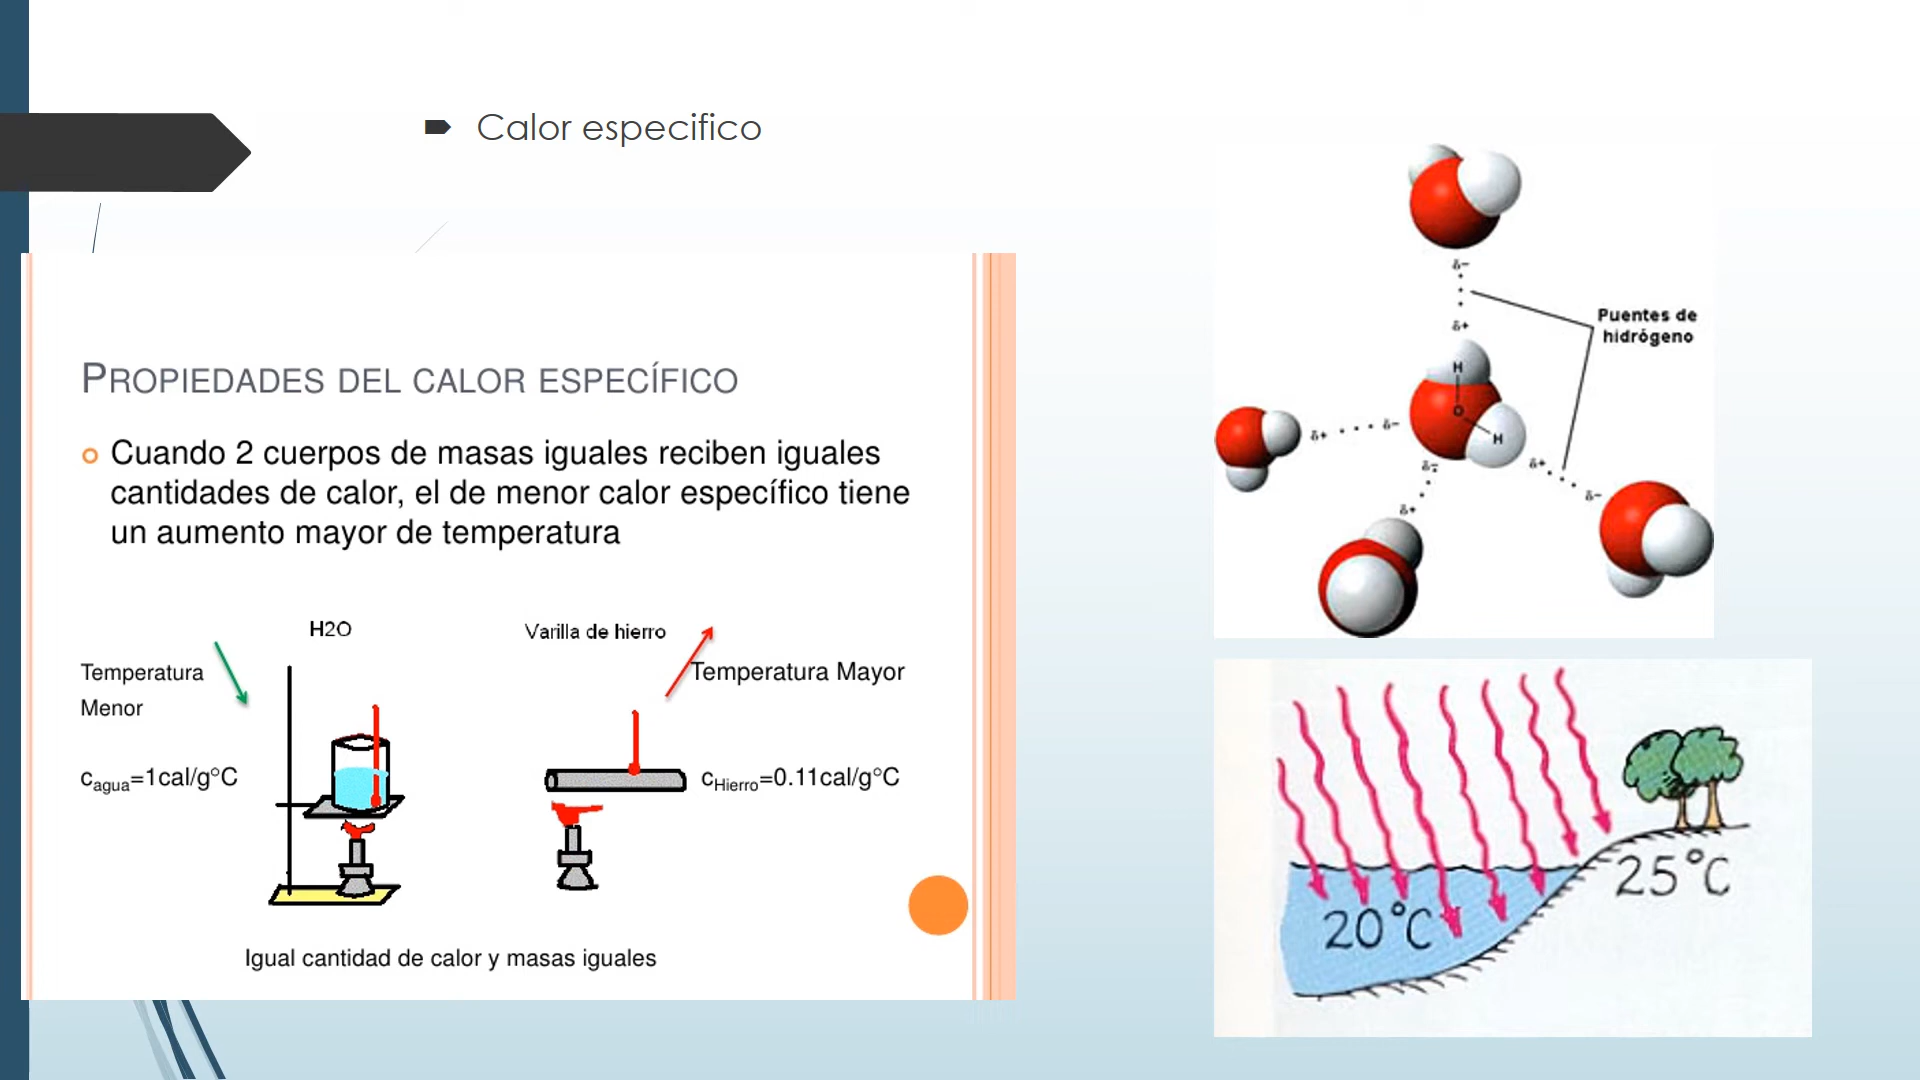 Calor especifico
PROPIEDADES DEL CALOR ESPECÍFICO
Cuando 2 cuerpos de masas iguales reciben iguales
cantidades de calor, el de menor calor específico tiene
un aumento mayor de temperatura
H2O
Temperatura
Menor
cagua=1cal/g°C
Varilla de hierro
Temperatura Mayor
cHierro=0.11cal/g°C
Igual cantidad de calor y masas iguales
δ-
δ+
Puentes de
hidrógeno
H
O
H
δ+
δ-
δ-
δ+
δ+
δ-
20°C
25°C